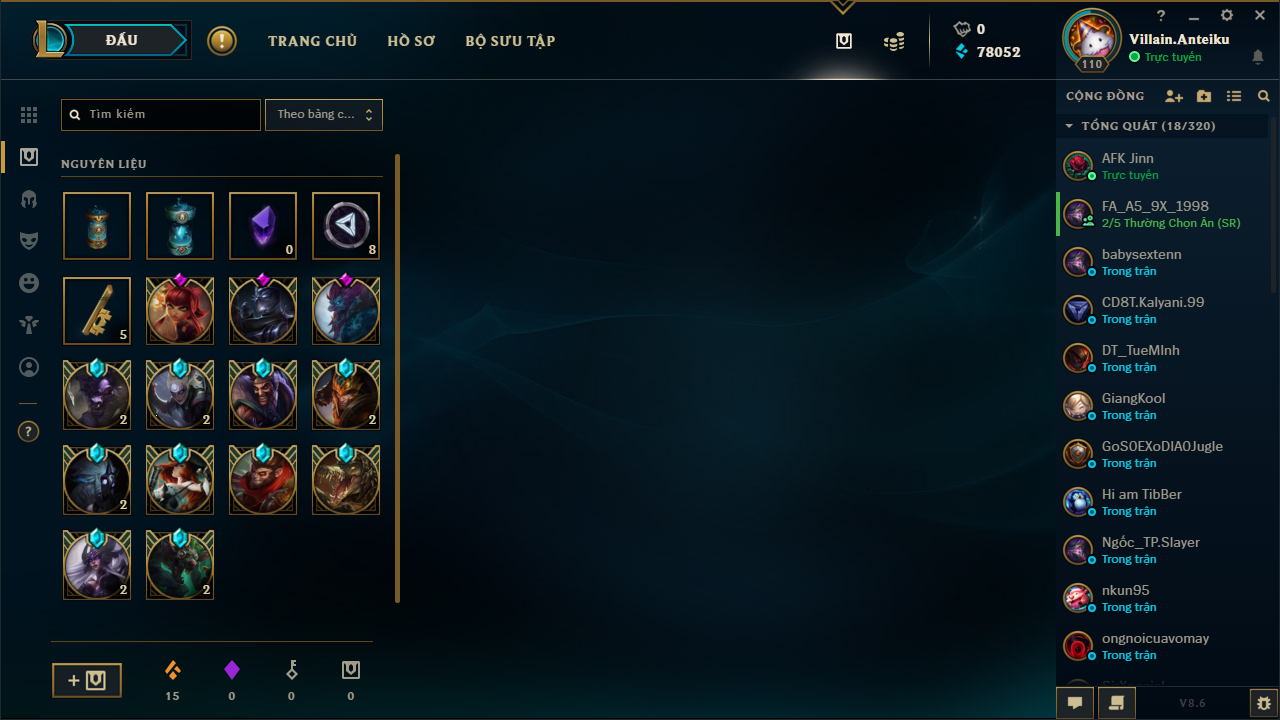 ĐẤU
!
TRANG CHỦ
HỒ SƠ
BỘ SƯU TẬP
0
78052
?
110
Villain.Anteiku
Trực tuyến
Tìm kiếm
Theo bảng c...
NGUYÊN LIỆU
0
8
5
2
2
2
2
2
2
?
15
0
0
0
CỘNG ĐỒNG
TỔNG QUÁT (18/320)
AFK Jinn
Trực tuyến
FA_A5_9X_1998
2/5 Thường Chọn Ẩn (SR)
babysextenn
Trong trận
CD8T.Kalyani.99
Trong trận
DT_TueMInh
Trong trận
GiangKool
Trong trận
GoS0EXoDIA0Jugle
Trong trận
Hi am TibBer
Trong trận
Ngốc_TP.Slayer
Trong trận
nkun95
Trong trận
ongnoicuavomay
Trong trận
V8.6